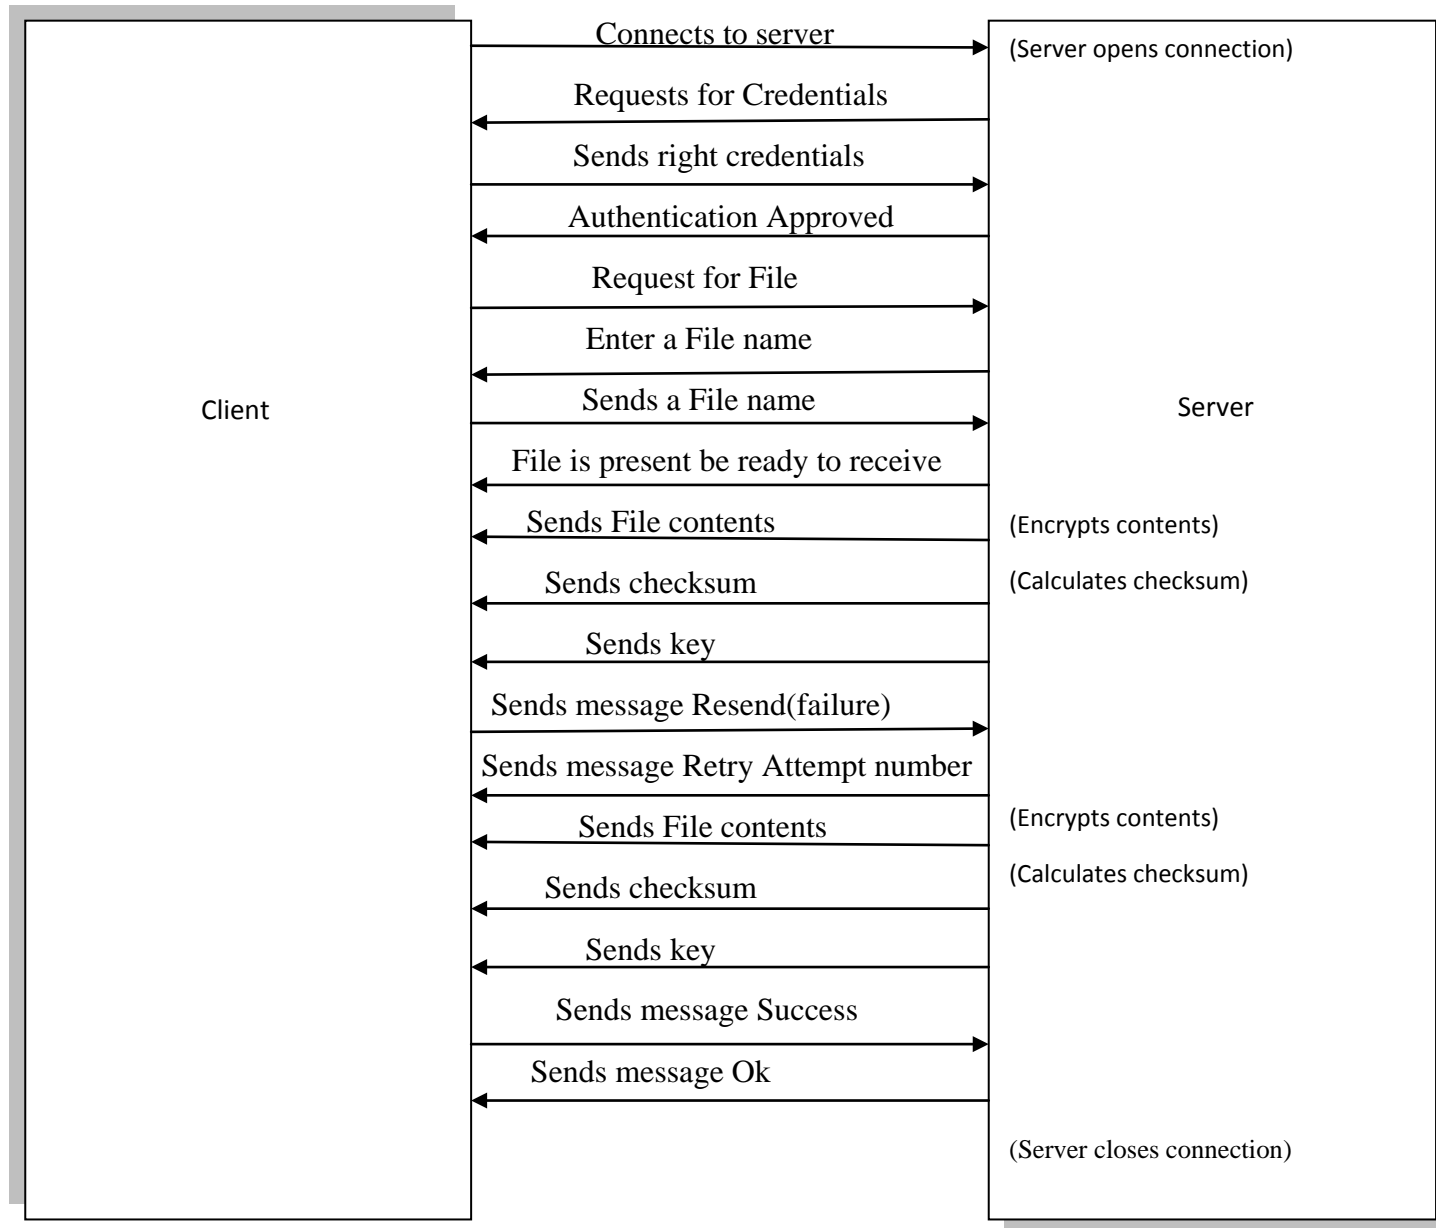 Connects to server
(Server opens connection)
Requests for Credentials
Sends right credentials
Authentication Approved
Request for File
Enter a File name
Client
Sends a File name
Server
File is present be ready to receive
Sends File contents
(Encrypts contents)
Sends checksum
(Calculates checksum)
Sends key
Sends message Resend(failure)
Sends message Retry Attempt number
Sends File contents
(Encrypts contents)
Sends checksum
(Calculates checksum)
Sends key
Sends message Success
Sends message Ok
(Server closes connection)